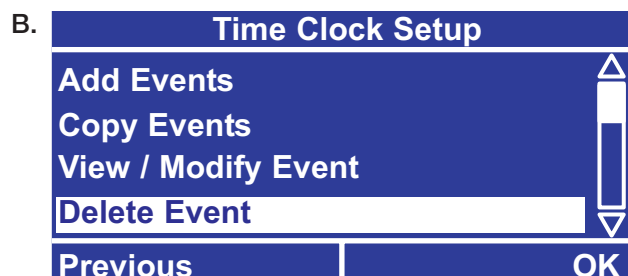 B.
Time Clock Setup
Add Events
Copy Events
View / Modify Event
Delete Event
Previous OK